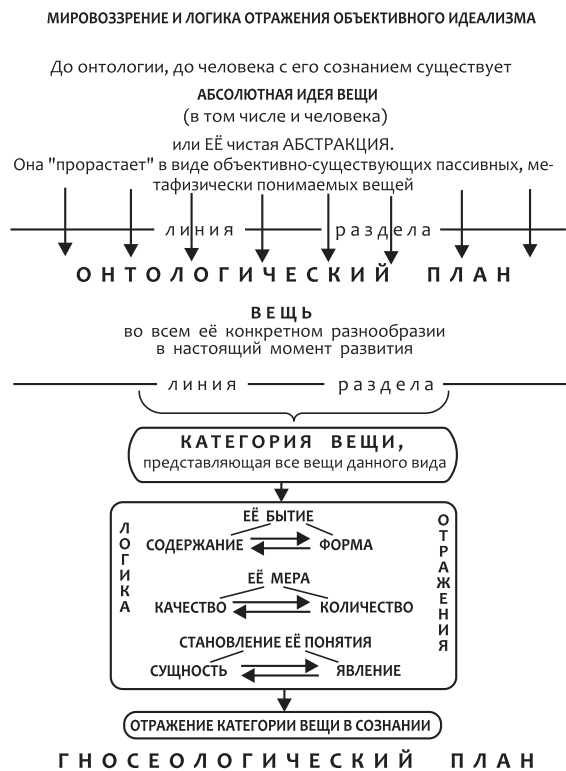 МИРОВОЗЗРЕНИЕ И ЛОГИКА ОТРАЖЕНИЯ ОБЪЕКТИВНОГО ИДЕАЛИЗМА
До онтологии, до человека с его сознанием существует
АБСОЛЮТНАЯ ИДЕЯ ВЕЩИ
(в том числе и человека)
или ЕЁ чистая АБСТРАКЦИЯ.
Она "прорастает" в виде объективно-существующих пассивных, ме-
тафизически понимаемых вещей
линия раздела
ОНТОЛОГИЧЕСКИЙ ПЛАН
ВЕЩЬ
во всем её конкретном разнообразии
в настоящий момент развития
линия раздела
КАТЕГОРИЯ ВЕЩИ,
представляющая все вещи данного вида
ЛОГИКА
ЕЁ БЫТИЕ
СОДЕРЖАНИЕ ФОРМА
ЕЁ МЕРА
КАЧЕСТВО КОЛИЧЕСТВО
СТАНОВЛЕНИЕ ЕЁ ПОНЯТИЯ
СУЩНОСТЬ ЯВЛЕНИЕ
ОТРАЖЕНИЯ
ОТРАЖЕНИЕ КАТЕГОРИИ ВЕЩИ В СОЗНАНИИ
ГНОСЕОЛОГИЧЕСКИЙ ПЛАН